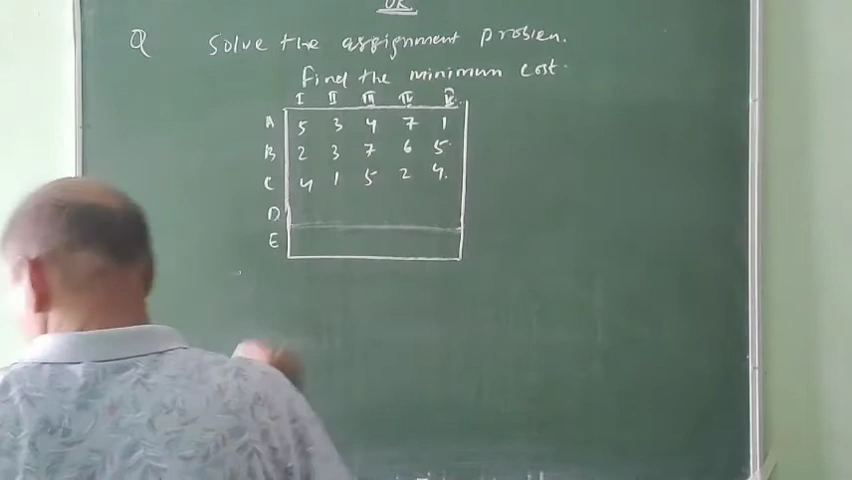 OR.
Q Solve the assignment problem.
Find the minimum cost.
I II III IV V
A 5 3 4 7 1
B 2 3 7 6 5
C 4 1 5 2 4
D
E